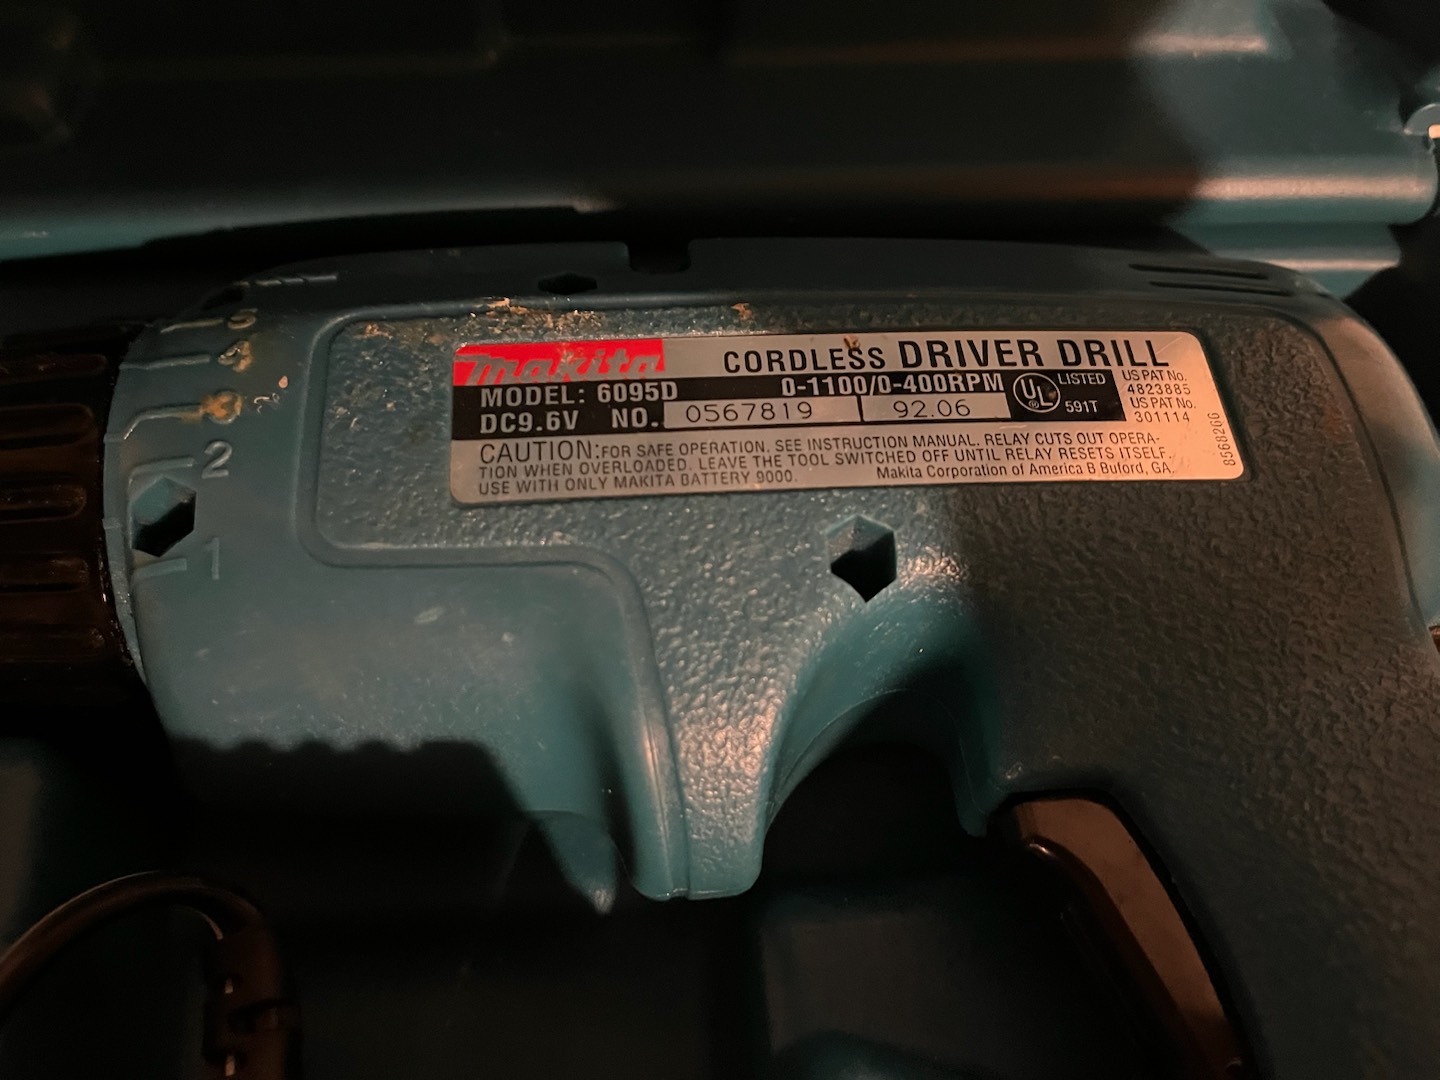 5
4
3
2
1
Makita CORDLESS DRIVER DRILL
MODEL: 6095D 0-1100/0-400RPM
DC9.6V NO. 0567819 92.06
UL ® LISTED
591T
US PAT No.
4823885
US PAT No.
301114
CAUTION: FOR SAFE OPERATION. SEE INSTRUCTION MANUAL. RELAY CUTS OUT OPERA-
TION WHEN OVERLOADED. LEAVE THE TOOL SWITCHED OFF UNTIL RELAY RESETS ITSELF.
USE WITH ONLY MAKITA BATTERY 9000. Makita Corporation of America B Buford, GA.
8568266